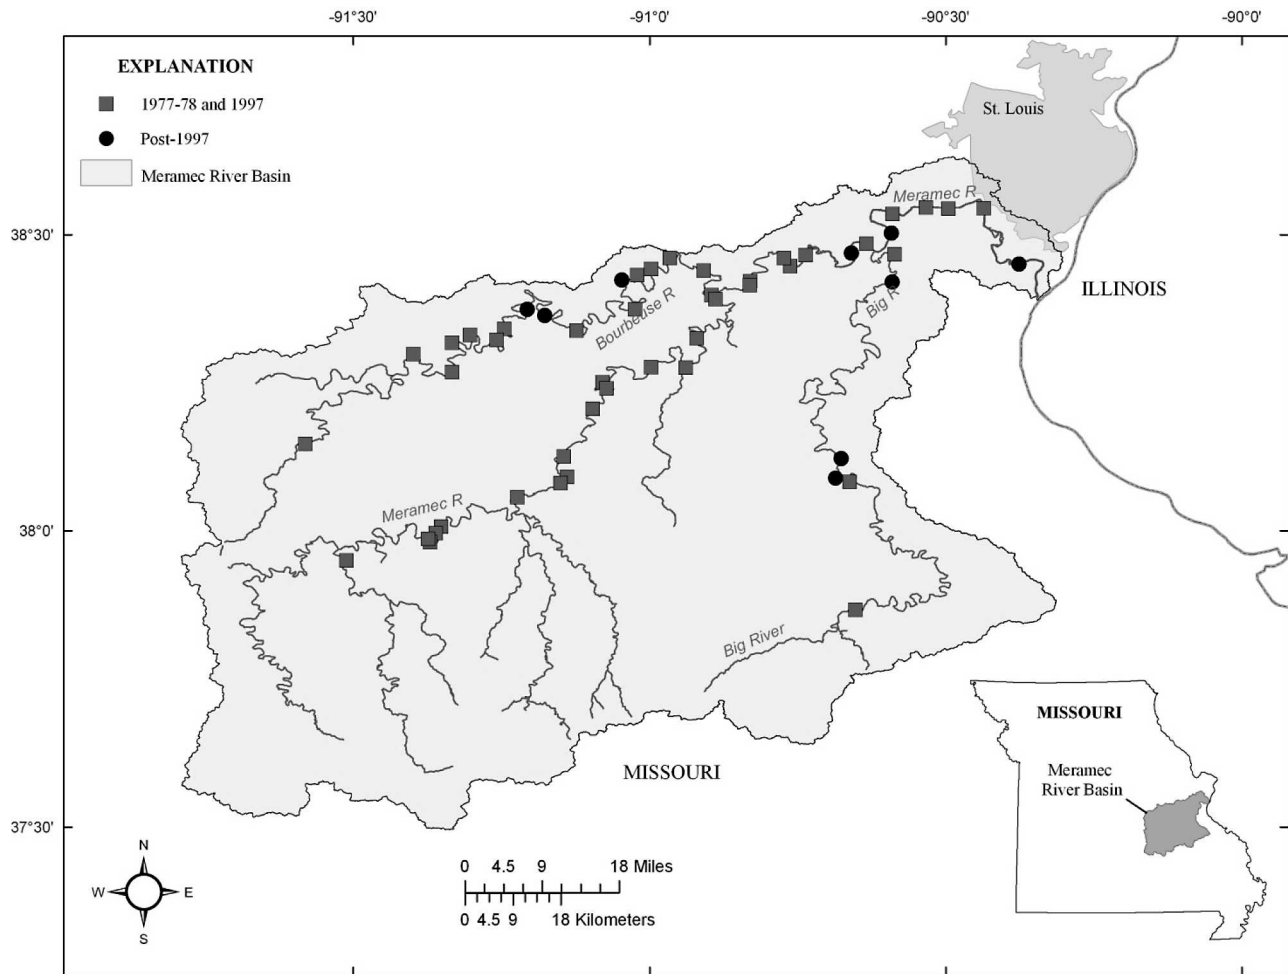 -91°30' -91°0' -90°30' -90°0'
EXPLANATION
1977-78 and 1997
Post-1997
Meramec River Basin
St. Louis
Meramec R
38°30'
ILLINOIS
Big R
Bourbeuse R
Meramec R
38°0'
Big River
MISSOURI
MISSOURI
Meramec
River Basin
37°30'
N
W E
S
0 4.5 9 18 Miles
0 4.5 9 18 Kilometers